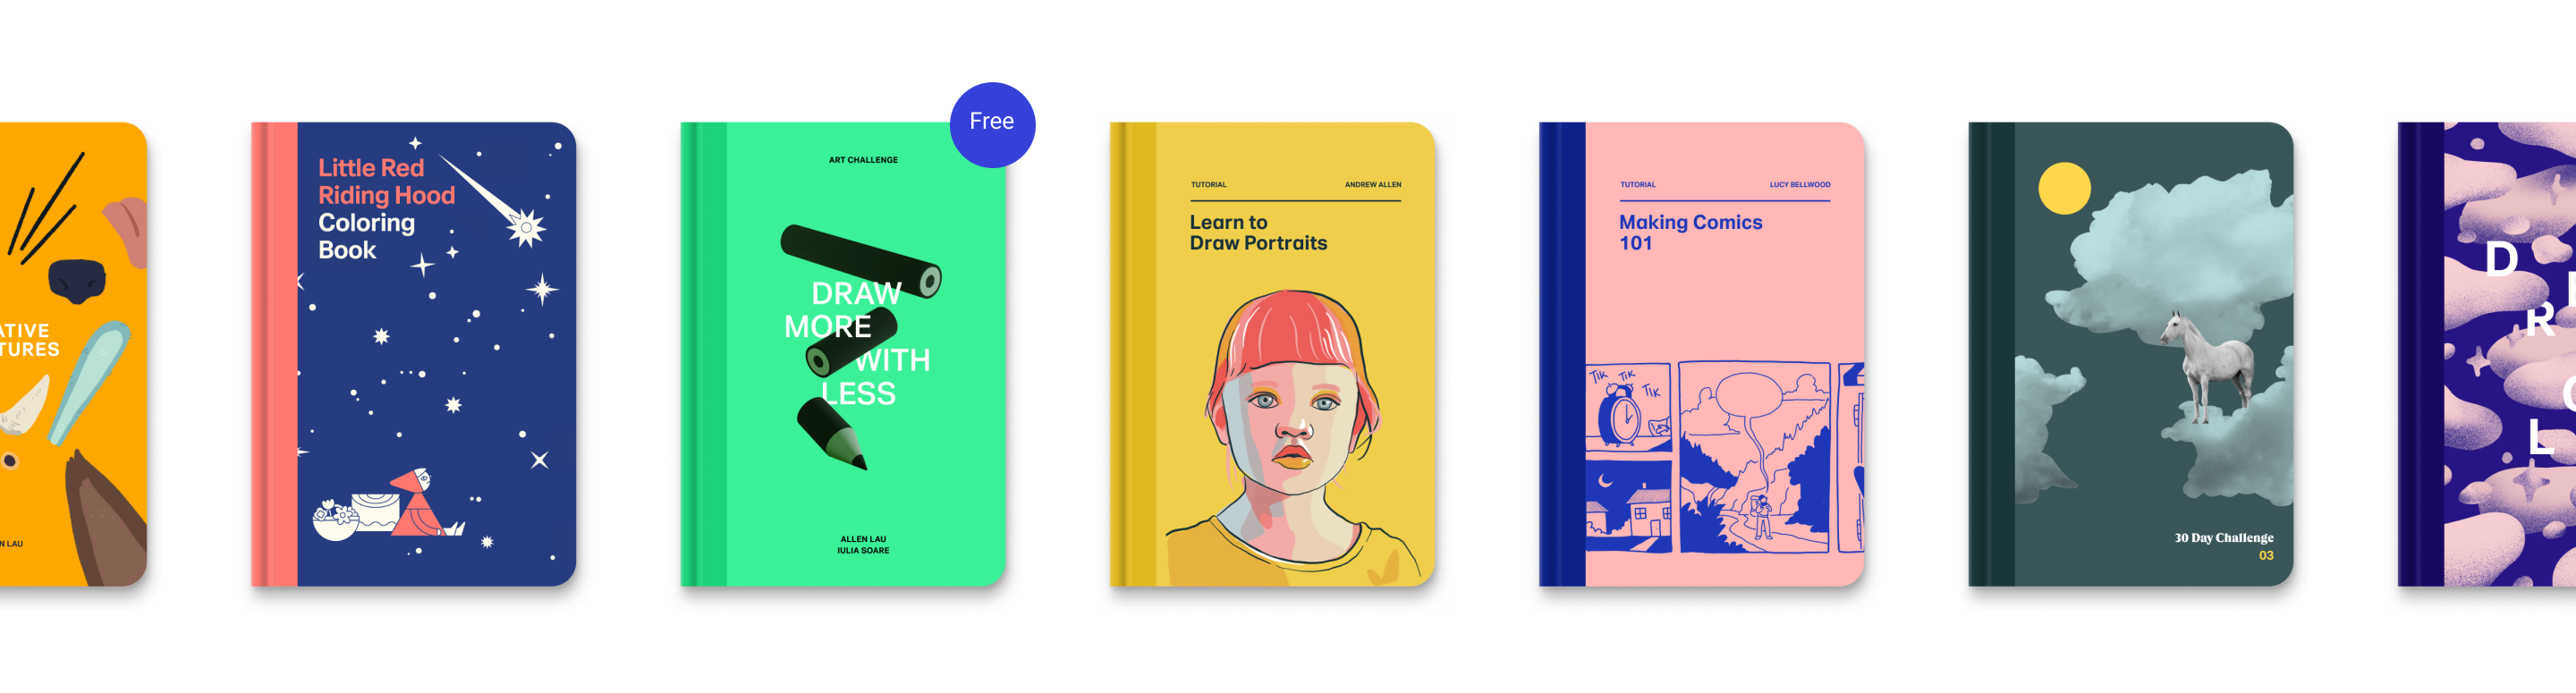 ATIVE
TURES
N LAU
Little Red
Riding Hood
Coloring
Book
Free
ART CHALLENGE
DRAW
MORE
WITH
LESS
ALLEN LAU
IULIA SOARE
TUTORIAL ANDREW ALLEN
Learn to
Draw Portraits
TUTORIAL LUCY BELLWOOD
Making Comics
101
TIK TIK
TIK
30 Day Challenge
03
D
R
L